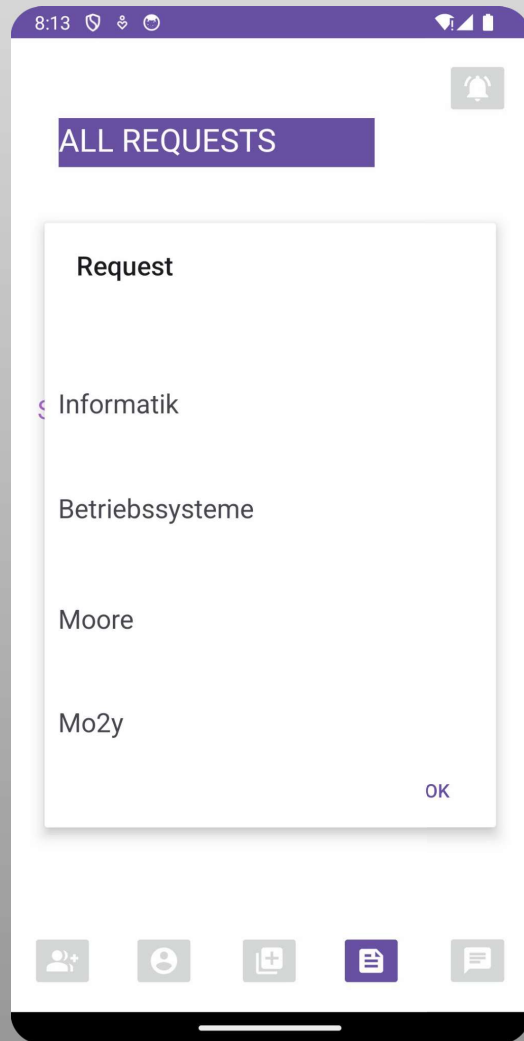 8:13
ALL REQUESTS
Request
S
Informatik
Betriebssysteme
Moore
Mo2y
OK